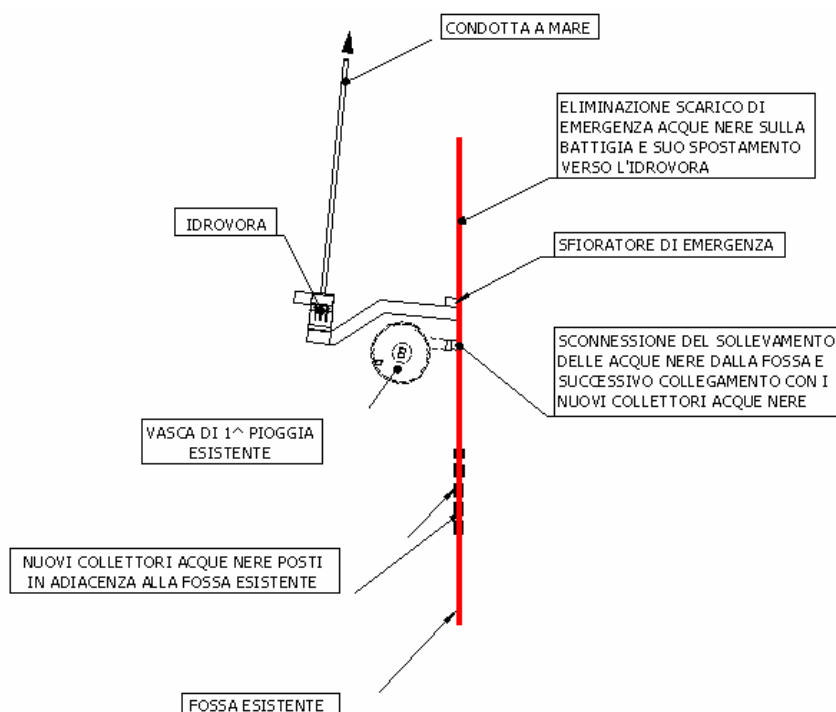 CONDOTTA A MARE
ELIMINAZIONE SCARICO DI
EMERGENZA ACQUE NERE SULLA
BATTIGIA E SUO SPOSTAMENTO
VERSO L'IDROVORA
IDROVORA
SFIORATORE DI EMERGENZA
SCONNESSIONE DEL SOLLEVAMENTO
DELLE ACQUE NERE DALLA FOSSA E
SUCCESSIVO COLLEGAMENTO CON I
NUOVI COLLETTORI ACQUE NERE
B
VASCA DI 1^ PIOGGIA
ESISTENTE
NUOVI COLLETTORI ACQUE NERE POSTI
IN ADIACENZA ALLA FOSSA ESISTENTE
FOSSA ESISTENTE